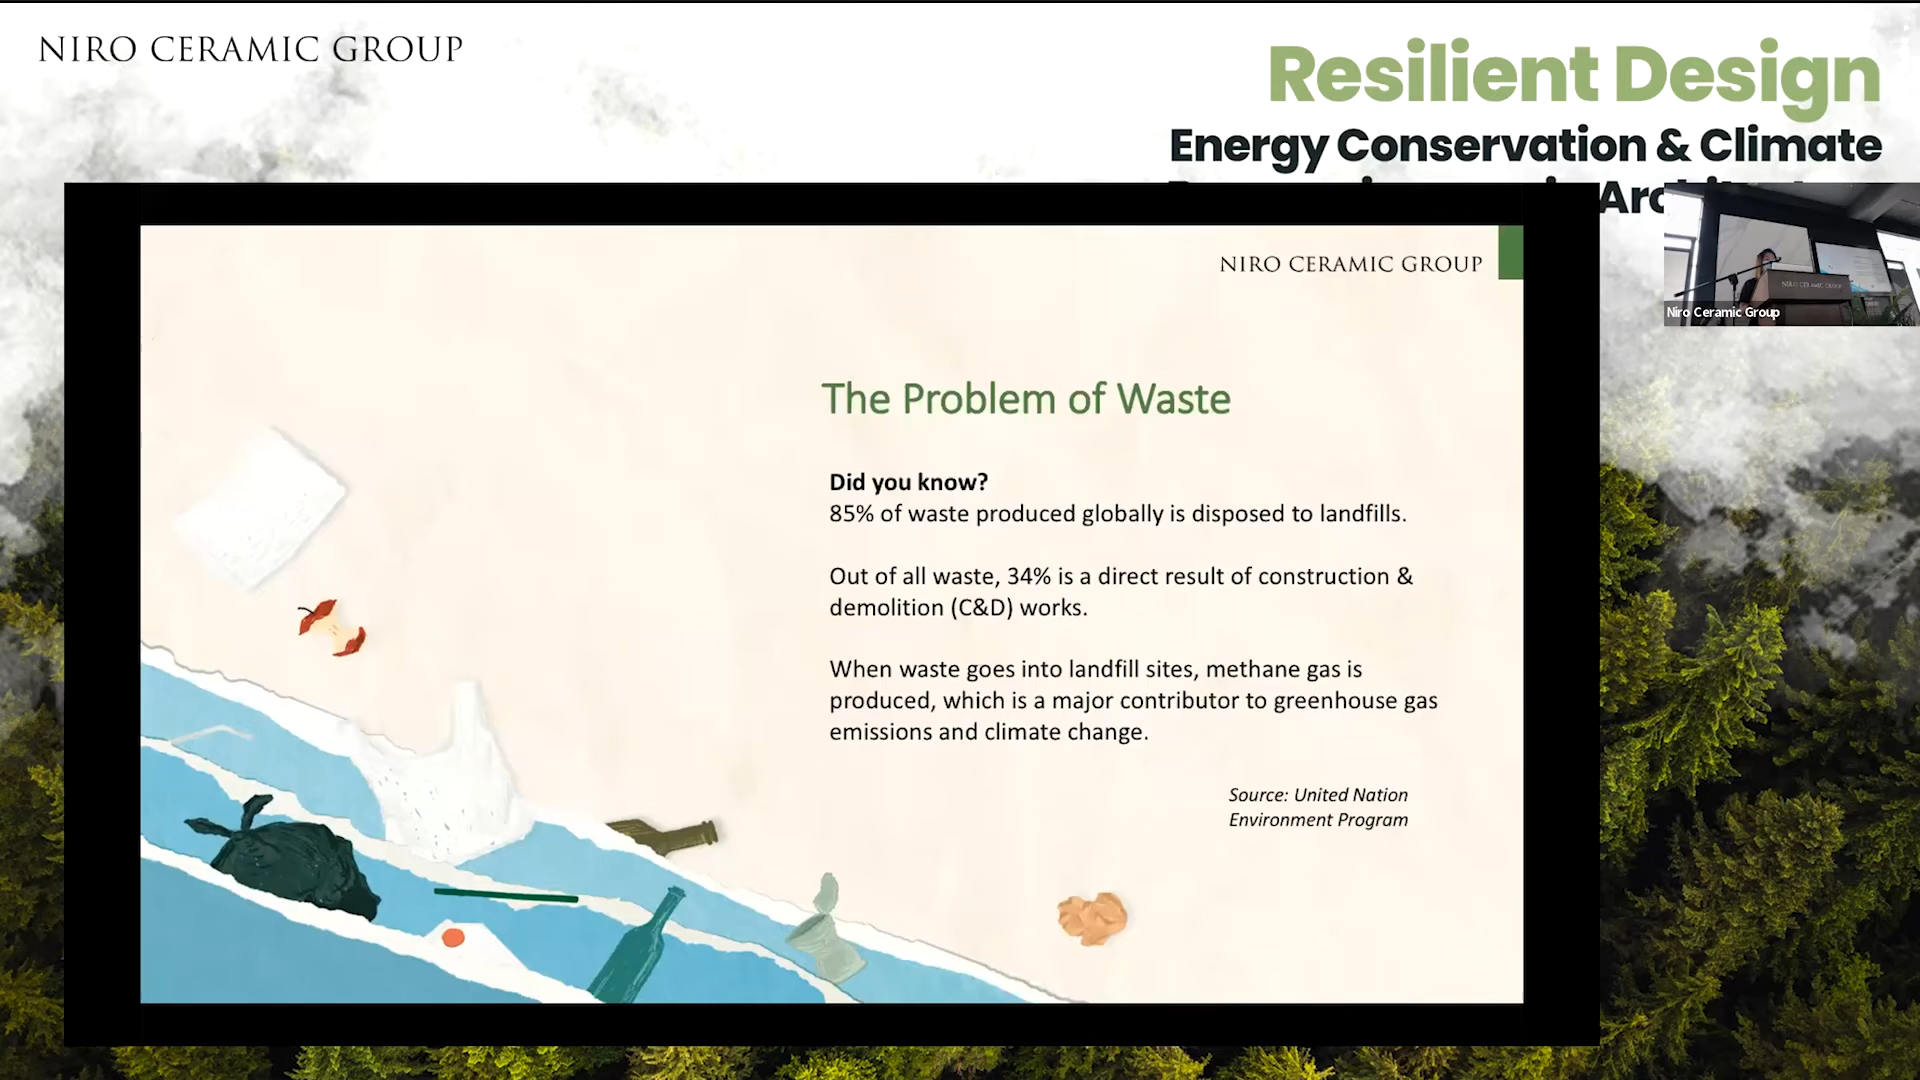 NIRO CERAMIC GROUP
Resilient Design
Energy Conservation & Climate
NIRO CERAMIC GROUP
Niro Ceramic Group
NIRO CERAMIC GROUP
The Problem of Waste
Did you know?
85% of waste produced globally is disposed to landfills.
Out of all waste, 34% is a direct result of construction &
demolition (C&D) works.
When waste goes into landfill sites, methane gas is
produced, which is a major contributor to greenhouse gas
emissions and climate change.
Source: United Nation
Environment Program